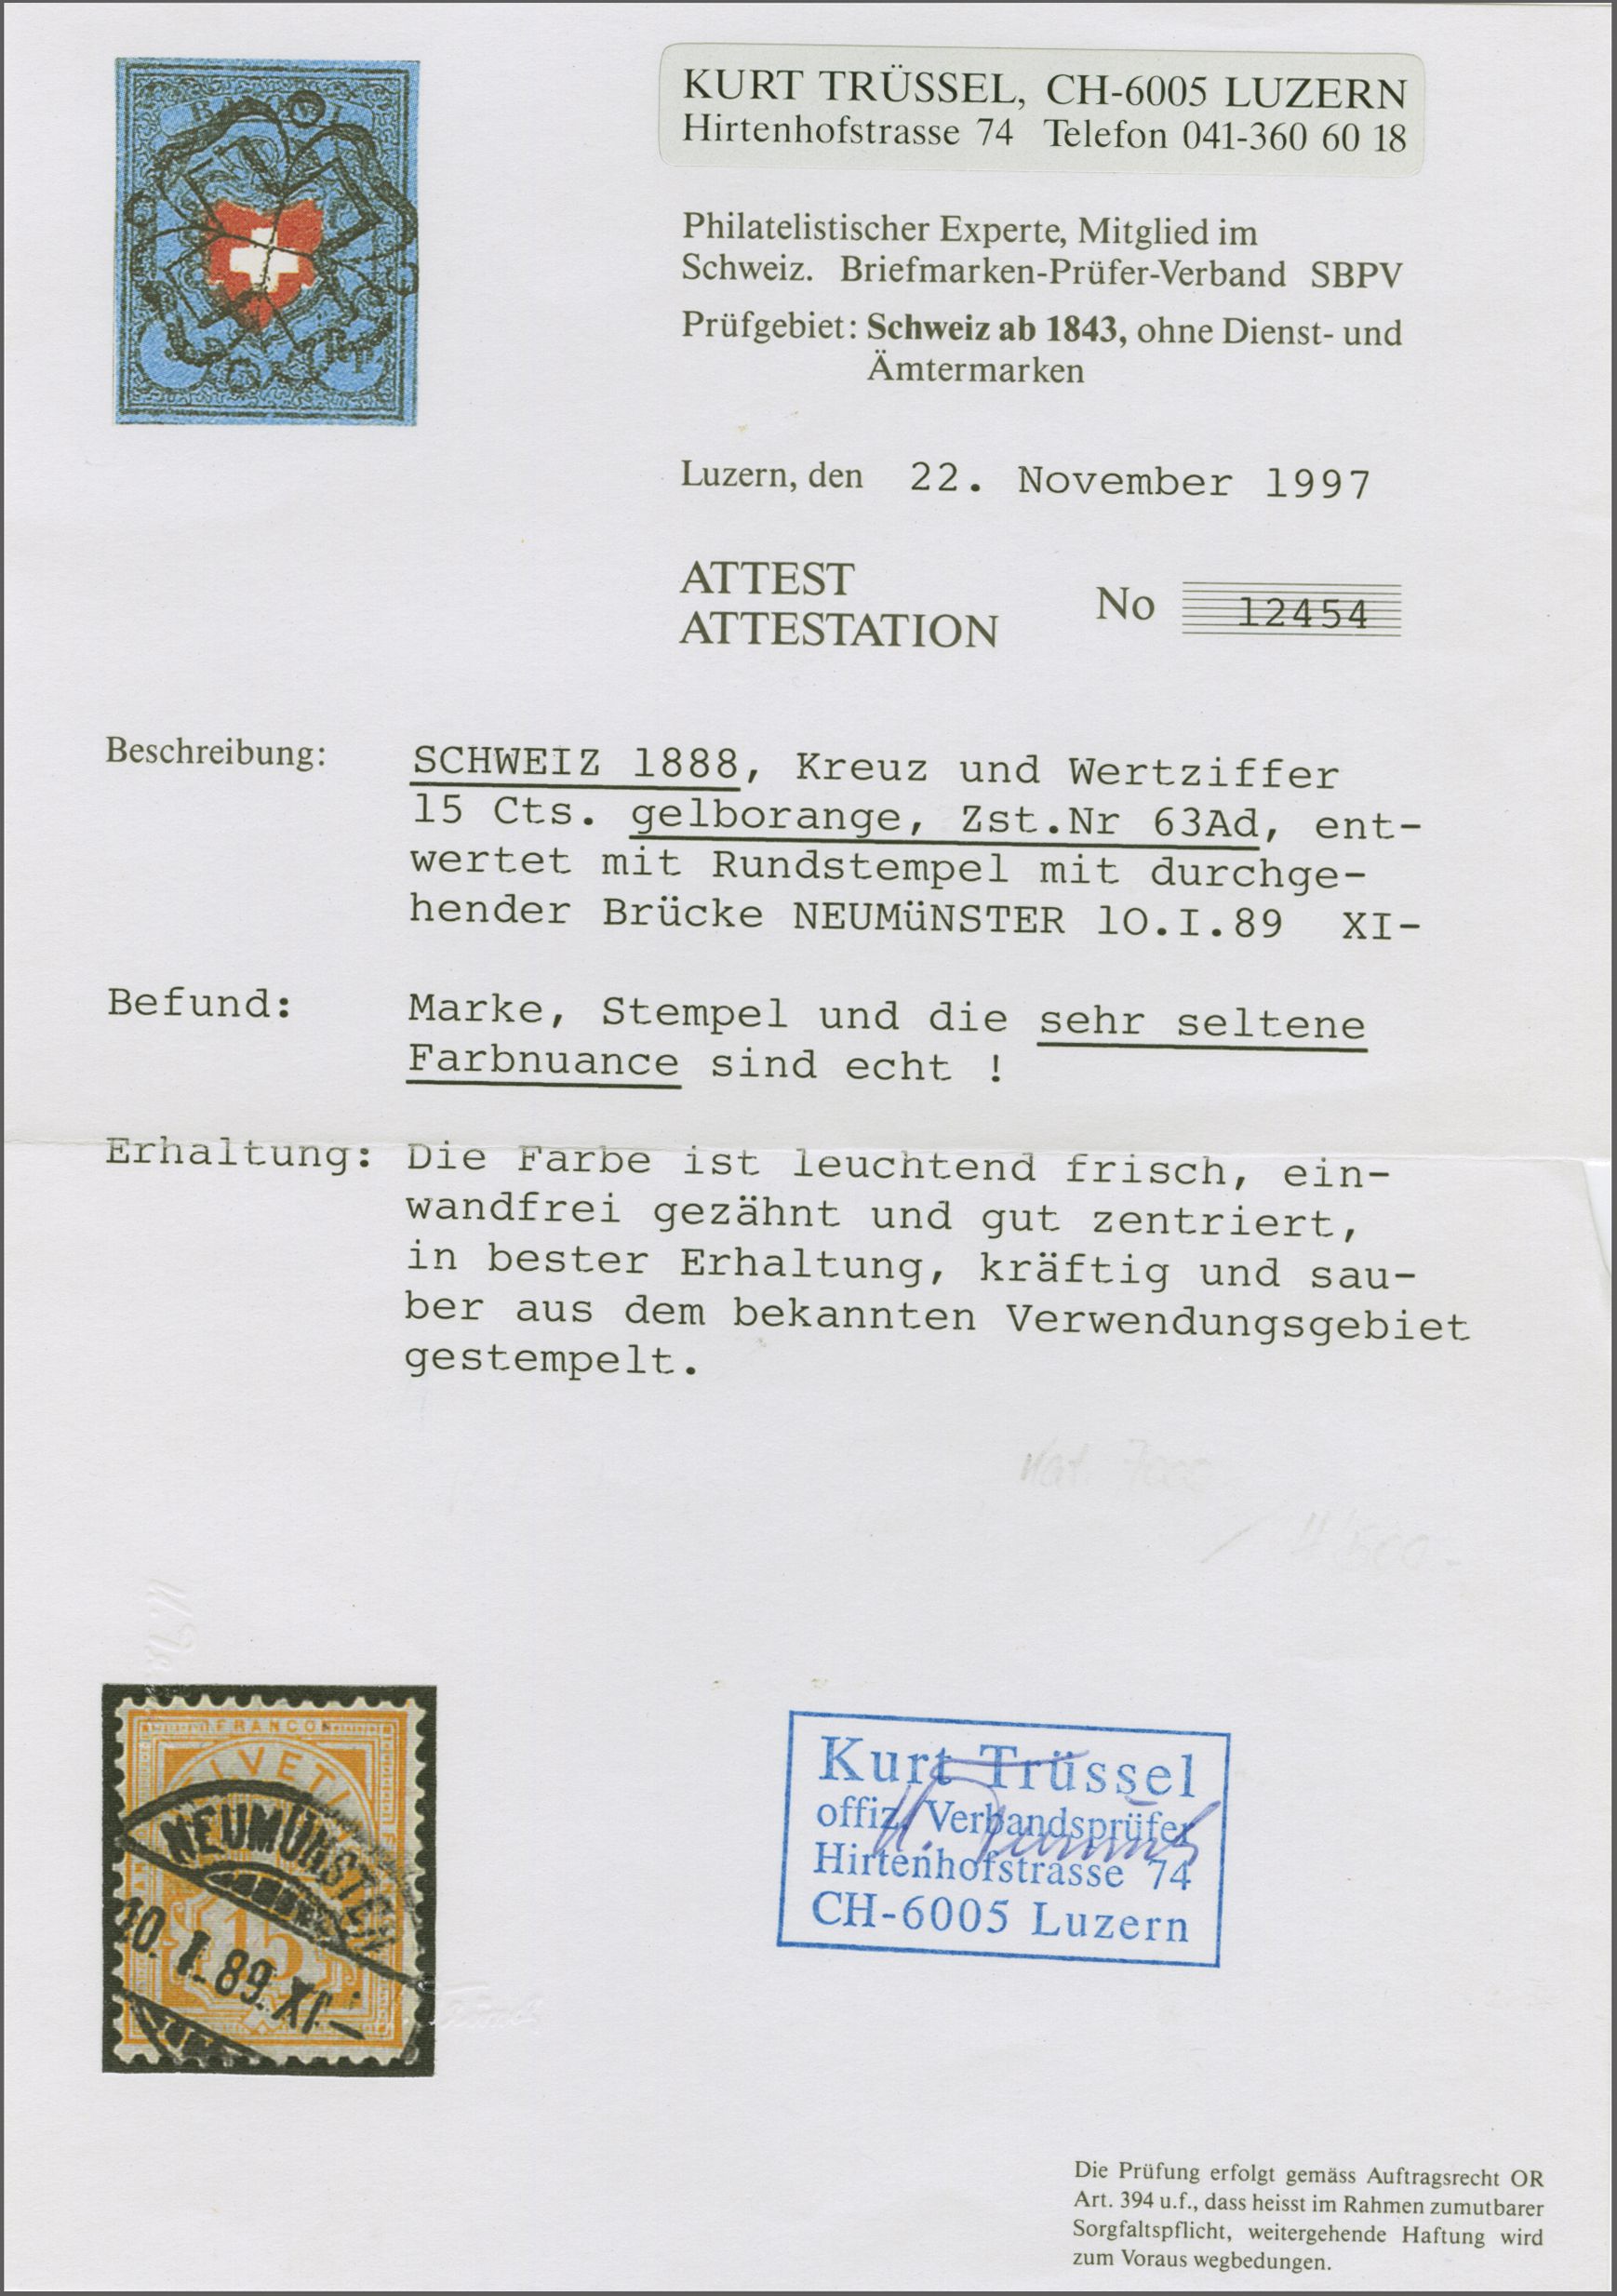 KURT TRÜSSEL, CH-6005 LUZERN
Hirtenhofstrasse 74 Telefon 041-360 60 18
Philatelistischer Experte, Mitglied im
Schweiz. Briefmarken-Prüfer-Verband SBPV
Prüfgebiet: Schweiz ab 1843, ohne Dienst- und
Ämtermarken
Luzern, den 22. November 1997
ATTEST
ATTESTATION
No 12454
Beschreibung: SCHWEIZ 1888, Kreuz und Wertziffer
15 Cts. gelborange, Zst.Nr 63Ad, ent-
wertet mit Rundstempel mit durchge-
hender Brücke NEUMüNSTER 10.I.89 XI-
Befund: Marke, Stempel und die sehr seltene
Farbnuance sind echt !
Erhaltung: Die Farbe ist leuchtend frisch, ein-
wandfrei gezähnt und gut zentriert,
in bester Erhaltung, kräftig und sau-
ber aus dem bekannten Verwendungsgebiet
gestempelt.
FRANCO
NEUMÜNSTER
15
10. I. 89. XI.–
Kurt Trüssel
offiz. Verbandsprüfer
Hirtenhofstrasse 74
CH-6005 Luzern
Die Prüfung erfolgt gemäss Auftragsrecht OR
Art. 394 u.f., dass heisst im Rahmen zumutbarer
Sorgfaltspflicht, weitergehende Haftung wird
zum Voraus wegbedungen.